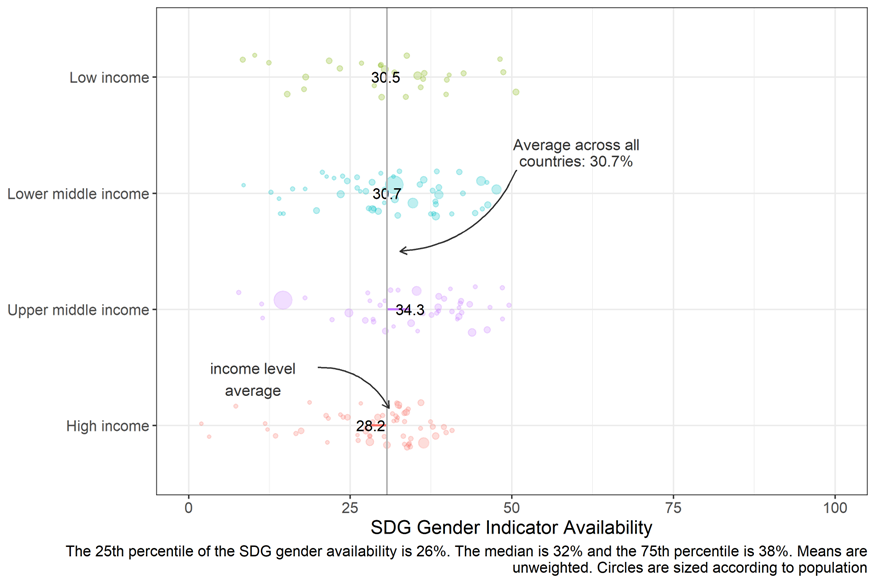 Low income
30.5
Average across all
countries: 30.7%
Lower middle income
30.7
Upper middle income
34.3
income level
average
High income
28.2
0 25 50 75 100
SDG Gender Indicator Availability
The 25th percentile of the SDG gender availability is 26%. The median is 32% and the 75th percentile is 38%. Means are
unweighted. Circles are sized according to population